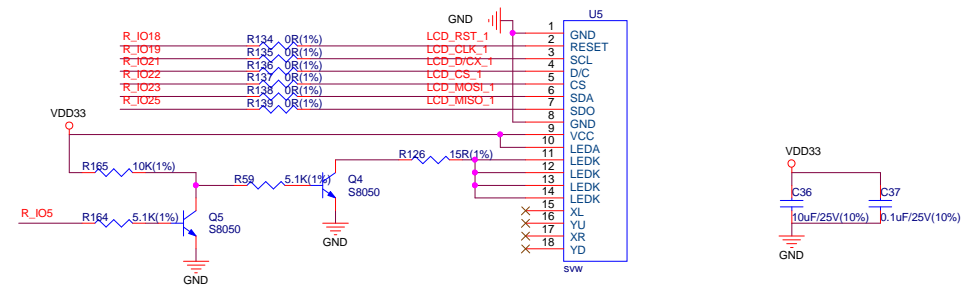 U5
GND
R_IO18 R134 0R(1%) LCD_RST_1 1 GND
R_IO19 R135 0R(1%) LCD_CLK_1 2 RESET
R_IO21 R136 0R(1%) LCD_D/CX_1 3 SCL
R_IO22 R137 0R(1%) LCD_CS_1 4 D/C
R_IO23 R138 0R(1%) LCD_MOSI_1 5 CS
R_IO25 R139 0R(1%) LCD_MISO_1 6 SDA
7 SDO
8 GND
VDD33
9 VCC
10 LEDA
R126 15R(1%) 11 LEDK
R165 10K(1%) 12 LEDK
R59 5.1K(1%) Q4 13 LEDK
S8050
14 LEDK
R_IO5 R164 5.1K(1%) Q5 15 XL
S8050
16 YU
17 XR
GND
18 YD
GND
svw
VDD33
C36 C37
10uF/25V(10%) 0.1uF/25V(10%)
GND